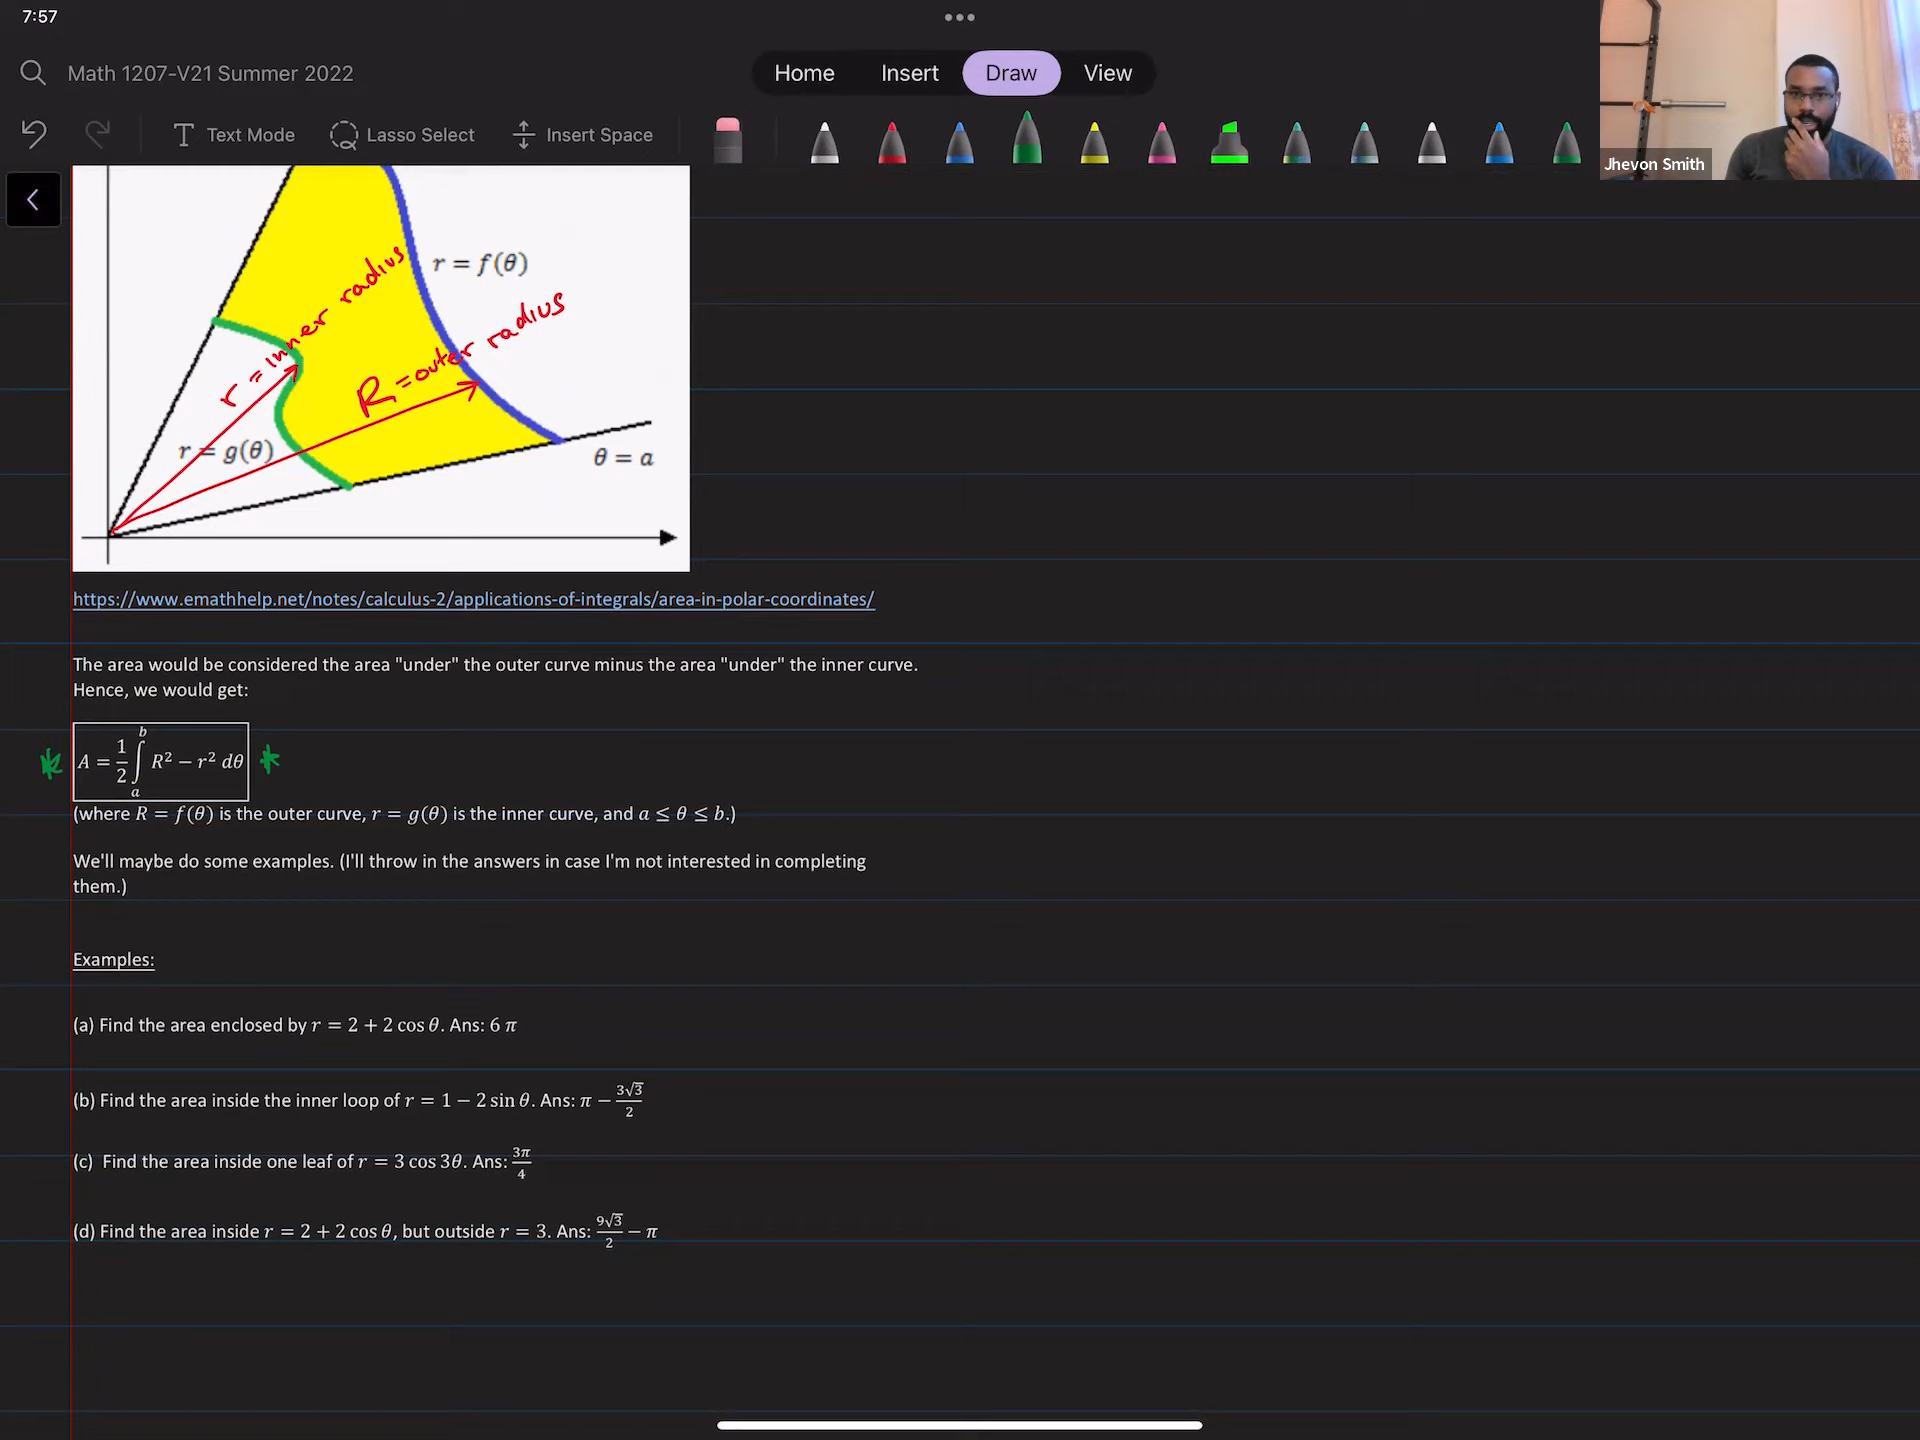 7:57
Math 1207-V21 Summer 2022
Home Insert Draw View
Text Mode Lasso Select Insert Space
Jhevon Smith
r = f(θ)
r = inner radius
R = outer radius
r = g(θ)
θ = a
https://www.emathhelp.net/notes/calculus-2/applications-of-integrals/area-in-polar-coordinates/
The area would be considered the area "under" the outer curve minus the area "under" the inner curve.
Hence, we would get:
* A = 1/2 ∫_a^b R² − r² dθ *
(where R = f(θ) is the outer curve, r = g(θ) is the inner curve, and a ≤ θ ≤ b.)
We'll maybe do some examples. (I'll throw in the answers in case I'm not interested in completing
them.)
Examples:
(a) Find the area enclosed by r = 2 + 2 cos θ. Ans: 6 π
(b) Find the area inside the inner loop of r = 1 − 2 sin θ. Ans: π − 3√3/2
(c) Find the area inside one leaf of r = 3 cos 3θ. Ans: 3π/4
(d) Find the area inside r = 2 + 2 cos θ, but outside r = 3. Ans: 9√3/2 − π